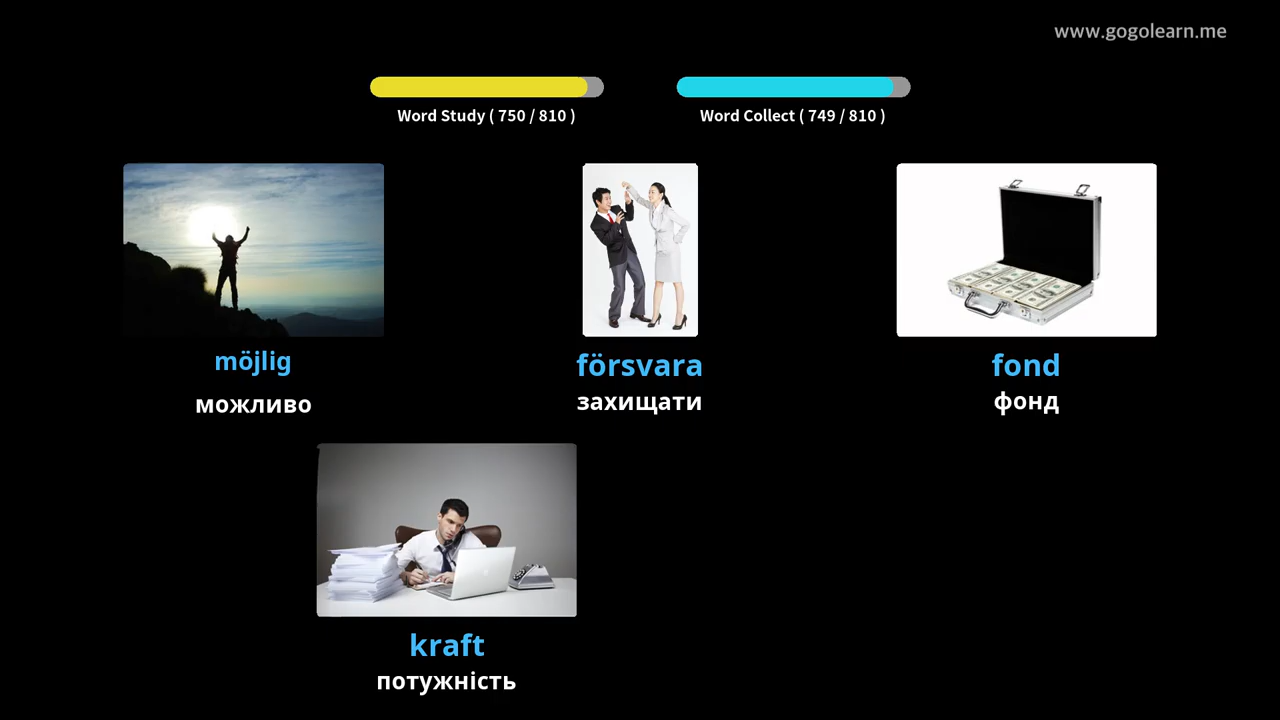 www.gogolearn.me
Word Study ( 750 / 810 )
Word Collect ( 749 / 810 )
möjlig
можливо
försvara
захищати
fond
фонд
kraft
потужність